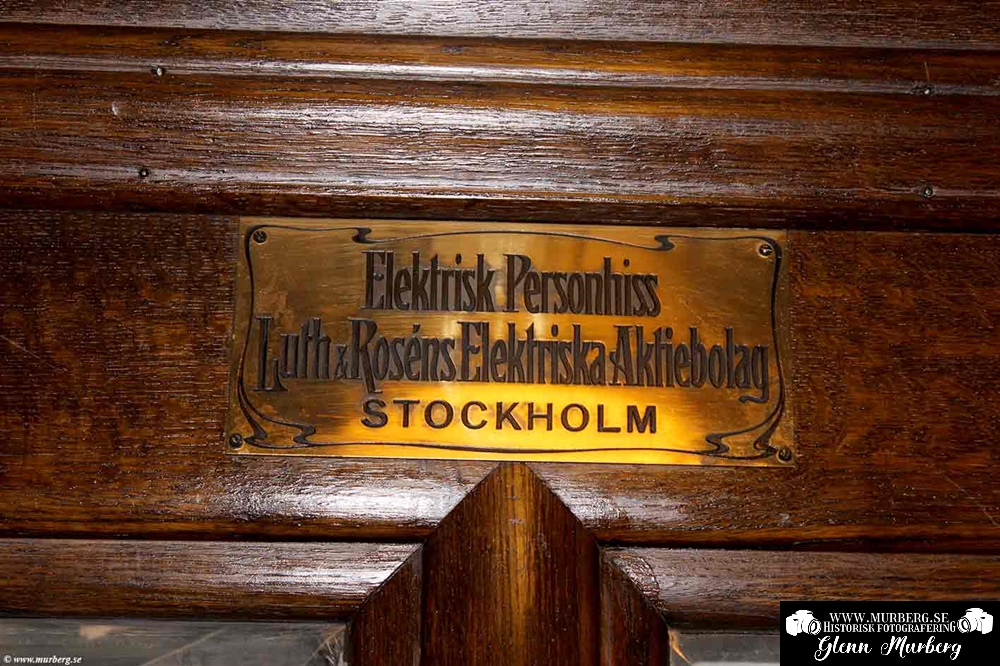 Elektrisk Personhiss
Luth & Roséns Elektriska Aktiebolag
STOCKHOLM
© www.murberg.se
WWW.MURBERG.SE
HISTORISK FOTOGRAFERING
Glenn Murberg